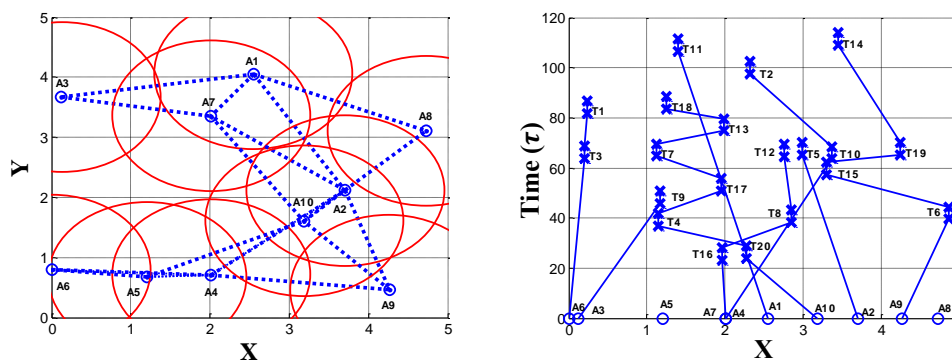 5
4
3
2
1
0
0
1
2
3
4
5
Y
X
A1
A3
A7
A8
A2
A10
A6
A5
A4
A9
120
100
80
60
40
20
0
0
1
2
3
4
Time (τ)
X
T11
T14
T2
T1
T18
T13
T3
T7
T12
T5
T10
T19
T15
T9
T17
T4
T8
T6
T16
T20
A6
A3
A5
A7
A4
A1
A10
A2
A9
A8